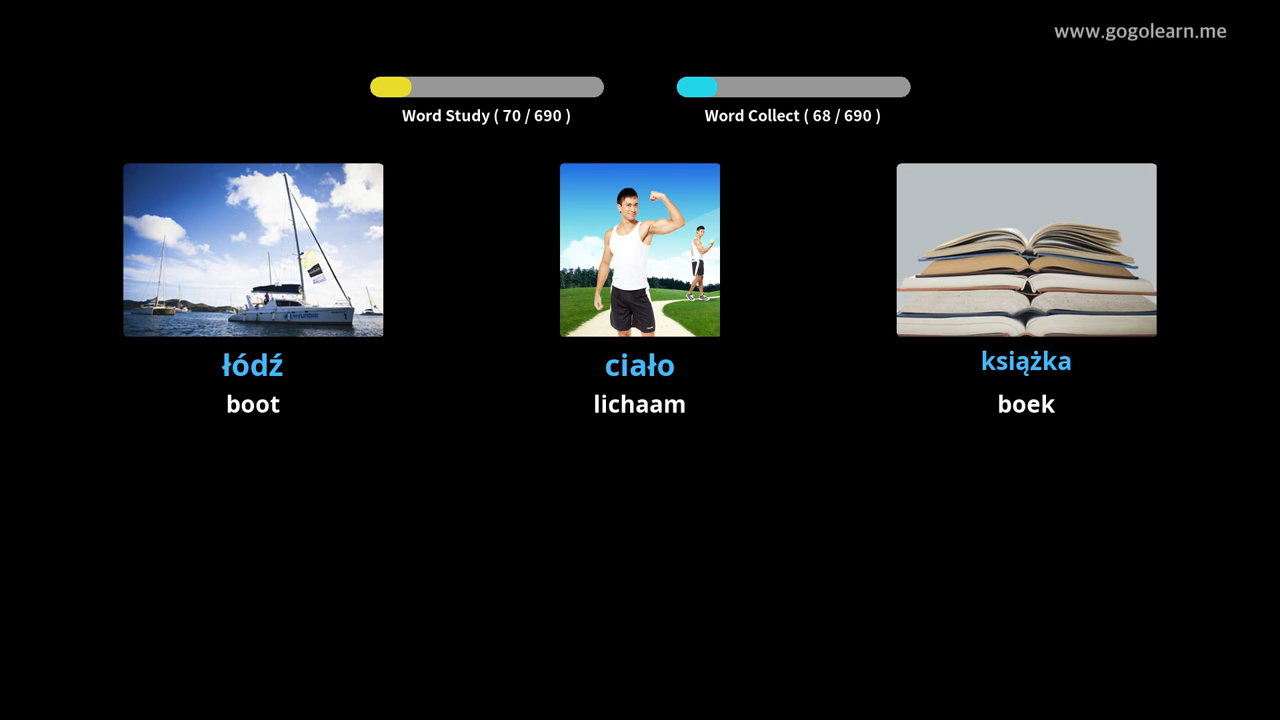 www.gogolearn.me
Word Study ( 70 / 690 )
Word Collect ( 68 / 690 )
łódź
ciało
książka
boot
lichaam
boek